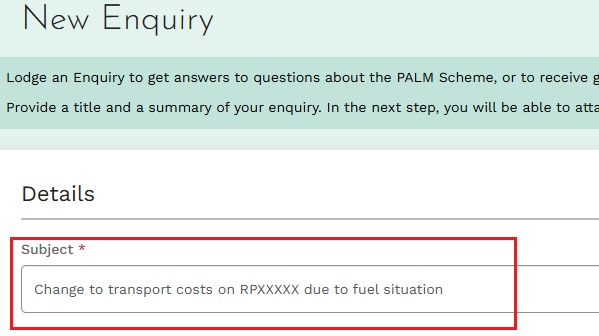 New Enquiry
Lodge an Enquiry to get answers to questions about the PALM Scheme, or to receive g
Provide a title and a summary of your enquiry. In the next step, you will be able to atta
Details
Subject *
Change to transport costs on RPXXXXX due to fuel situation